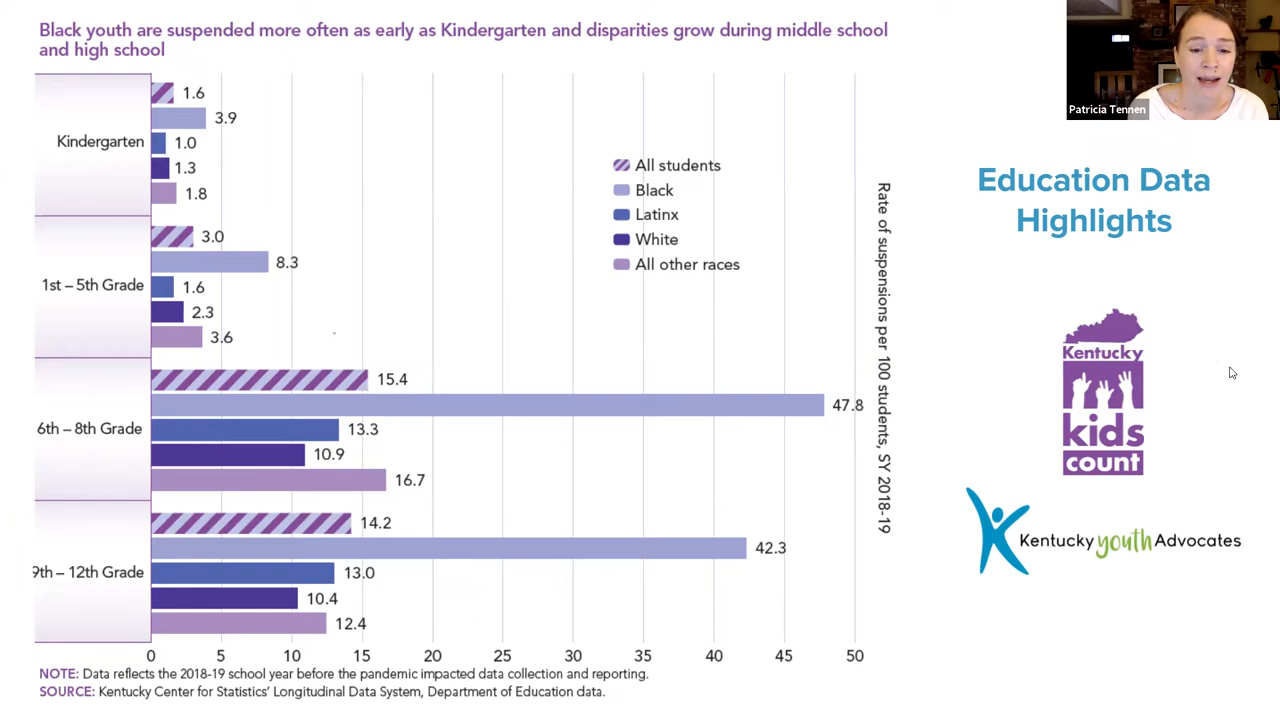 Black youth are suspended more often as early as Kindergarten and disparities grow during middle school
and high school
Kindergarten
1.6
3.9
1.0
1.3
1.8
1st – 5th Grade
3.0
8.3
1.6
2.3
3.6
6th – 8th Grade
15.4
47.8
13.3
10.9
16.7
9th – 12th Grade
14.2
42.3
13.0
10.4
12.4
All students
Black
Latinx
White
All other races
0 5 10 15 20 25 30 35 40 45 50
Rate of suspensions per 100 students, SY 2018-19
NOTE: Data reflects the 2018-19 school year before the pandemic impacted data collection and reporting.
SOURCE: Kentucky Center for Statistics’ Longitudinal Data System, Department of Education data.
Patricia Tennen
Education Data
Highlights
Kentucky
kids
count
Kentucky youth Advocates